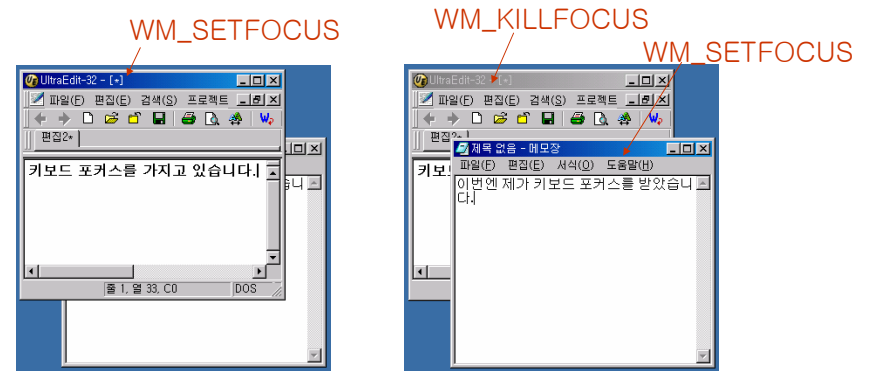 WM_SETFOCUS
UltraEdit-32 - [+]
파일(F) 편집(E) 검색(S) 프로젝트
편집2*
키보드 포커스를 가지고 있습니다.
습니
줄 1, 열 33, C0 DOS
WM_KILLFOCUS
WM_SETFOCUS
UltraEdit-32 - [+]
파일(F) 편집(E) 검색(S) 프로젝트
편집2*
키보
제목 없음 - 메모장
파일(F) 편집(E) 서식(O) 도움말(H)
이번엔 제가 키보드 포커스를 받았습니
다.